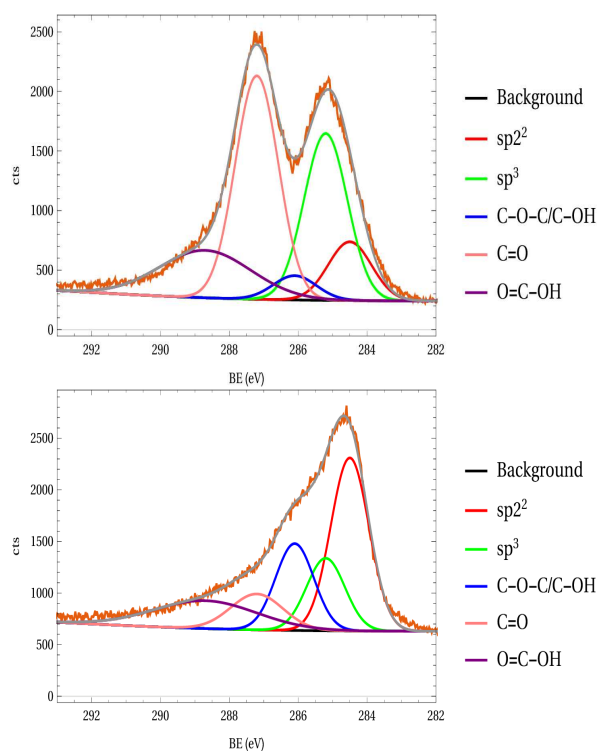 2500
2000
1500
1000
500
0
cts
292
290
288
286
284
282
BE (eV)
Background
sp2²
sp³
C–O–C/C–OH
C=O
O=C–OH
2500
2000
1500
1000
500
0
cts
292
290
288
286
284
282
BE (eV)
Background
sp2²
sp³
C–O–C/C–OH
C=O
O=C–OH